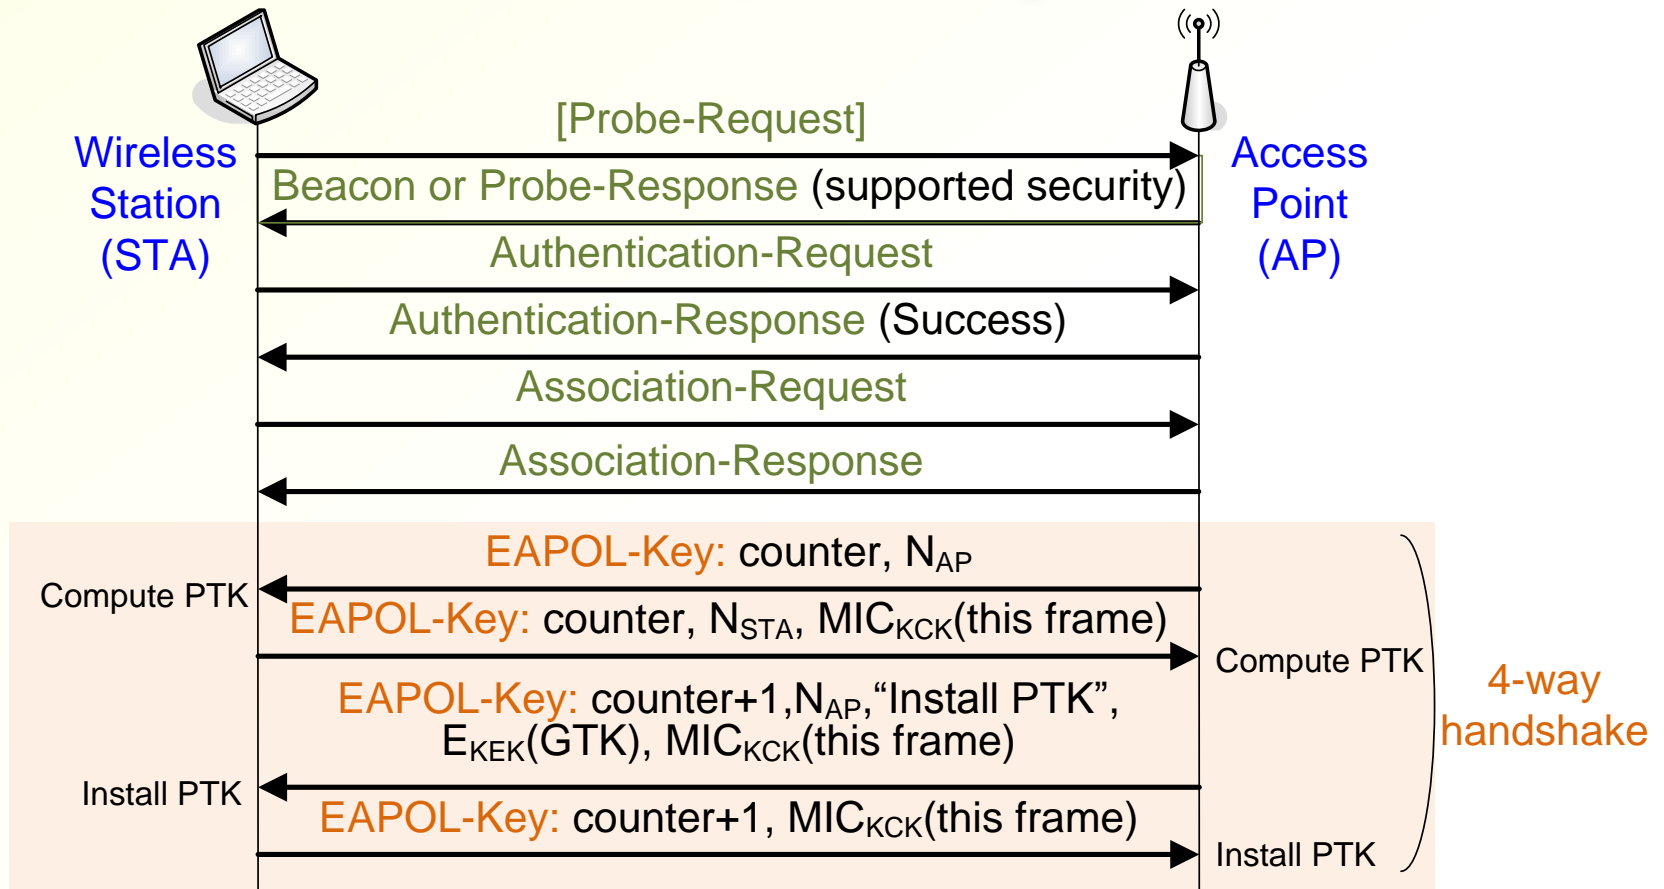 [Probe-Request]
Wireless
Station
(STA)
Access
Point
(AP)
Beacon or Probe-Response (supported security)
Authentication-Request
Authentication-Response (Success)
Association-Request
Association-Response
EAPOL-Key: counter, NAP
Compute PTK
EAPOL-Key: counter, NSTA, MICKCK(this frame)
Compute PTK
EAPOL-Key: counter+1,NAP,“Install PTK”,
EKEK(GTK), MICKCK(this frame)
4-way
handshake
Install PTK
EAPOL-Key: counter+1, MICKCK(this frame)
Install PTK